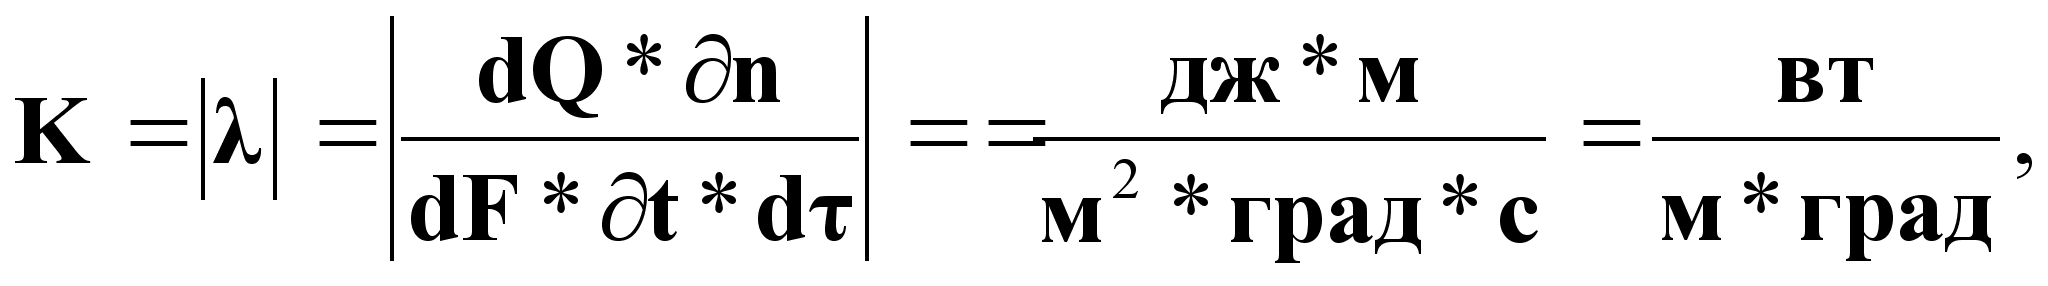 K = |λ| = |dQ * ∂n / dF * ∂t * dτ| = = дж * м / м² * град * с = вт / м * град ,